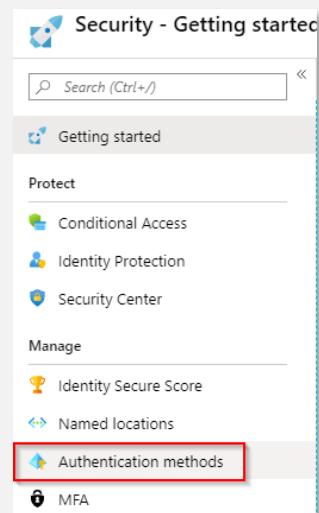 Security - Getting started
«
Search (Ctrl+/)
Getting started
Protect
Conditional Access
Identity Protection
Security Center
Manage
Identity Secure Score
Named locations
Authentication methods
MFA